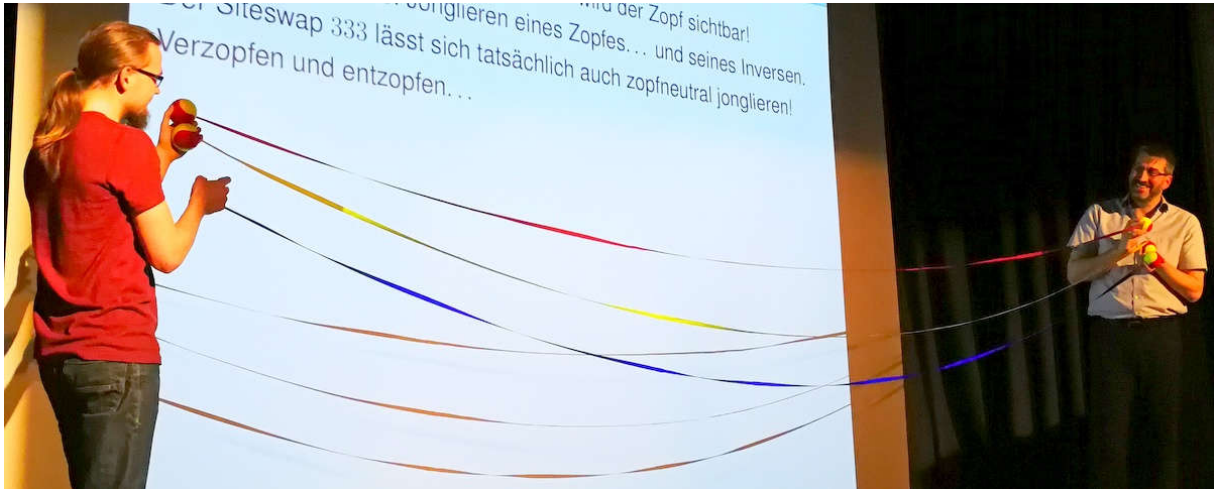 wird der Zopf sichtbar!
Jonglieren eines Zopfes... und seines Inversen.
Der Siteswap 333 lässt sich tatsächlich auch zopfneutral jonglieren!
Verzopfen und entzopfen...